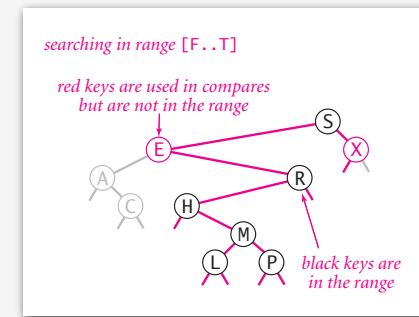 searching in range [F..T]
red keys are used in compares
but are not in the range
S
E
X
A
R
C
H
M
L
P
black keys are
in the range